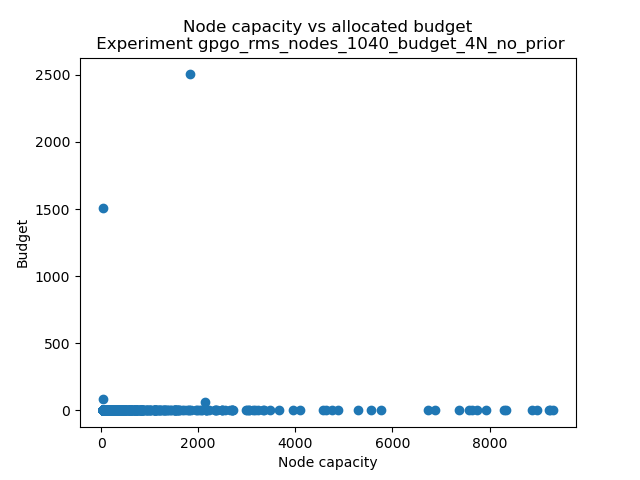 Node capacity vs allocated budget
Experiment gpgo_rms_nodes_1040_budget_4N_no_prior
2500
2000
1500
1000
500
0
Budget
0 2000 4000 6000 8000
Node capacity